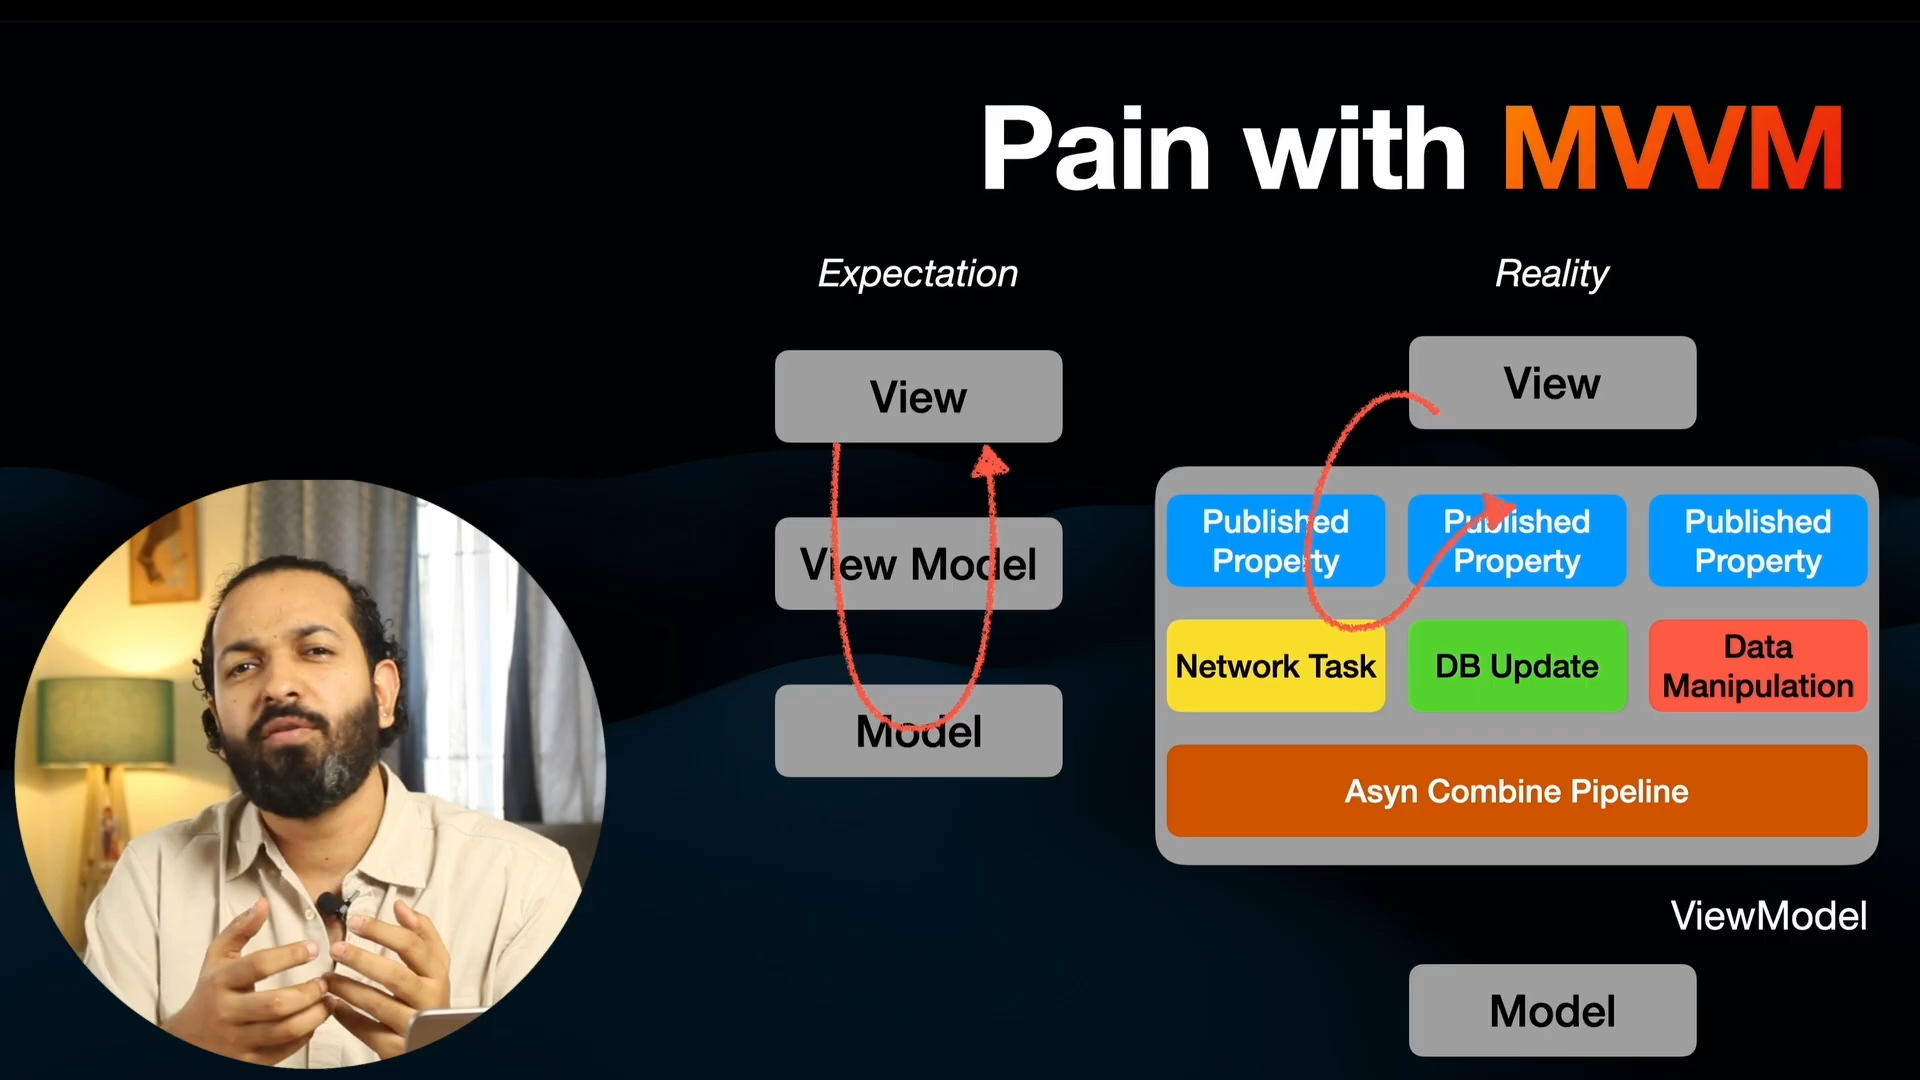 Pain with MVVM
Expectation
View
View Model
Model
Reality
View
Published
Property
Published
Property
Published
Property
Network Task
DB Update
Data
Manipulation
Asyn Combine Pipeline
ViewModel
Model